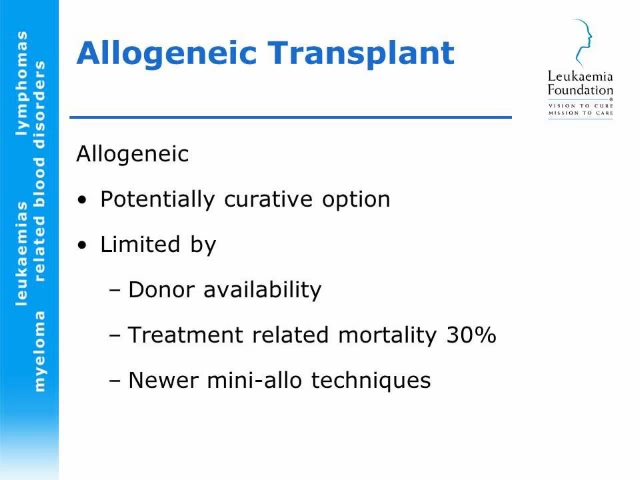 Allogeneic Transplant
Leukaemia
Foundation®
VISION TO CURE
MISSION TO CARE
lymphomas
related blood disorders
leukaemias
myeloma
Allogeneic
• Potentially curative option
• Limited by
– Donor availability
– Treatment related mortality 30%
– Newer mini-allo techniques